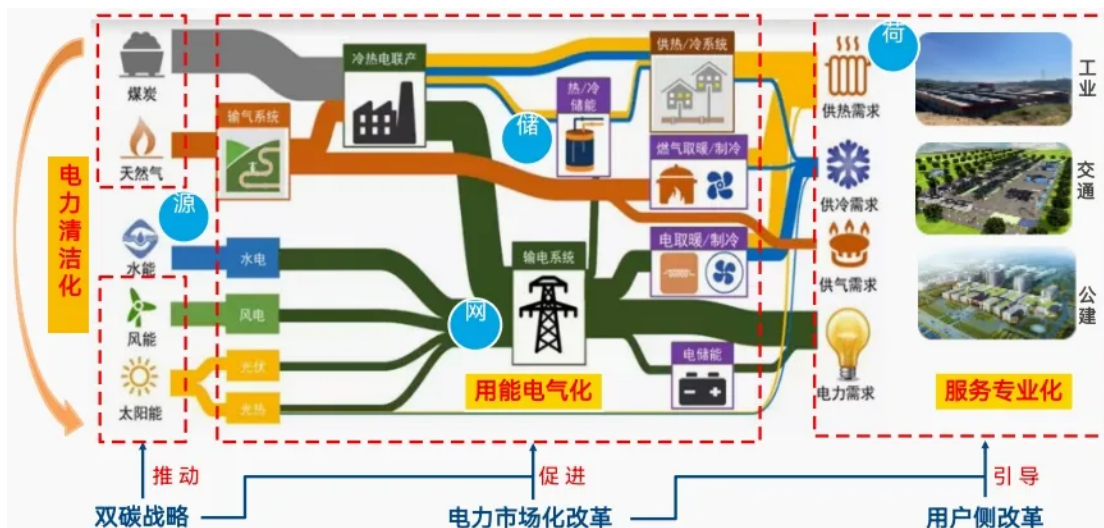 电力清洁化
煤炭
天然气
源
水能
风能
太阳能
输气系统
水电
风电
光伏
光热
冷热电联产
储
热/冷
储能
供热/冷系统
燃气取暖/制冷
电取暖/制冷
输电系统
网
电储能
用能电气化
荷
供热需求
供冷需求
供气需求
电力需求
工业
交通
公建
服务专业化
推动
促进
引导
双碳战略
电力市场化改革
用户侧改革